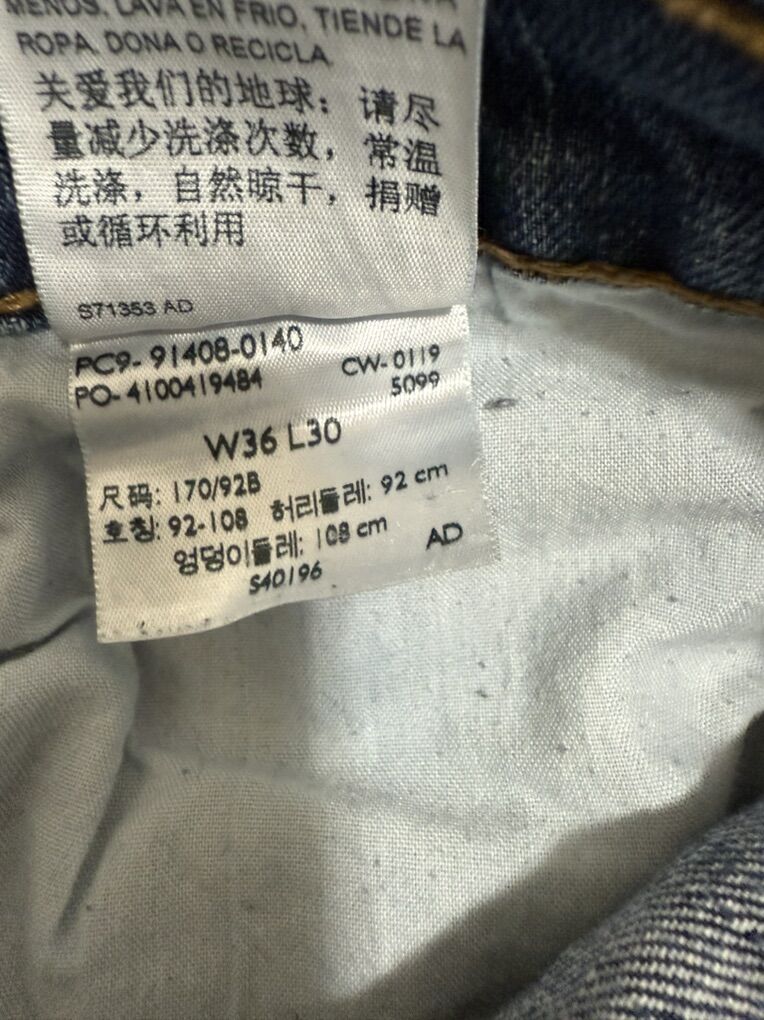 MENOS. LAVA EN FRIO, TIENDE LA
ROPA. DONA O RECICLA
关爱我们的地球：请尽
量减少洗涤次数，常温
洗涤，自然晾干，捐赠
或循环利用
S71353 AD
PC9- 91408-0140
CW- 0119
PO- 4100419484
5099
W36 L30
尺码: 170/92B
호칭: 92-108 허리둘레: 92 cm
엉덩이둘레: 108 cm
AD
S40196